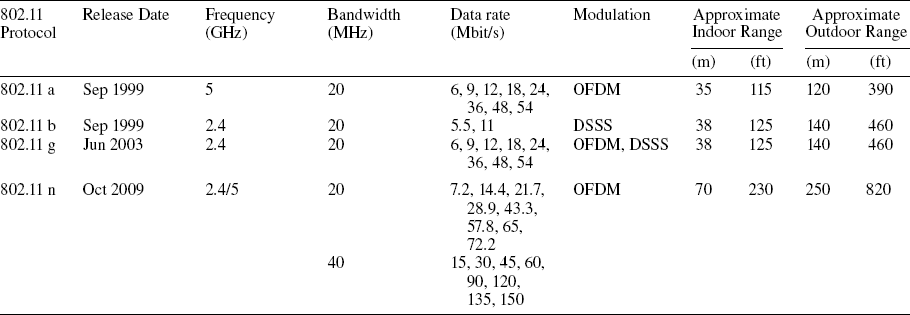 802.11 Release Date Frequency Bandwidth Data rate Modulation Approximate Approximate
Protocol (GHz) (MHz) (Mbit/s) Indoor Range Outdoor Range
(m) (ft) (m) (ft)
802.11 a Sep 1999 5 20 6, 9, 12, 18, 24, OFDM 35 115 120 390
36, 48, 54
802.11 b Sep 1999 2.4 20 5.5, 11 DSSS 38 125 140 460
802.11 g Jun 2003 2.4 20 6, 9, 12, 18, 24, OFDM, DSSS 38 125 140 460
36, 48, 54
802.11 n Oct 2009 2.4/5 20 7.2, 14.4, 21.7, OFDM 70 230 250 820
28.9, 43.3,
57.8, 65,
72.2
40 15, 30, 45, 60,
90, 120,
135, 150